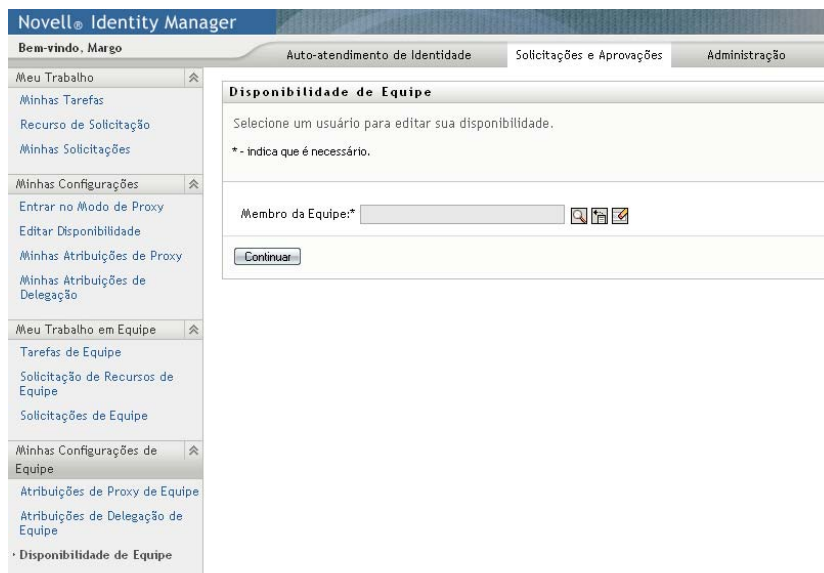 Novell® Identity Manager
Bem-vindo, Margo
Auto-atendimento de Identidade
Solicitações e Aprovações
Administração
Meu Trabalho
Minhas Tarefas
Recurso de Solicitação
Minhas Solicitações
Minhas Configurações
Entrar no Modo de Proxy
Editar Disponibilidade
Minhas Atribuições de Proxy
Minhas Atribuições de
Delegação
Meu Trabalho em Equipe
Tarefas de Equipe
Solicitação de Recursos de
Equipe
Solicitações de Equipe
Minhas Configurações de
Equipe
Atribuições de Proxy de Equipe
Atribuições de Delegação de
Equipe
Disponibilidade de Equipe
Disponibilidade de Equipe
Selecione um usuário para editar sua disponibilidade.
* - indica que é necessário.
Membro da Equipe:*
Continuar